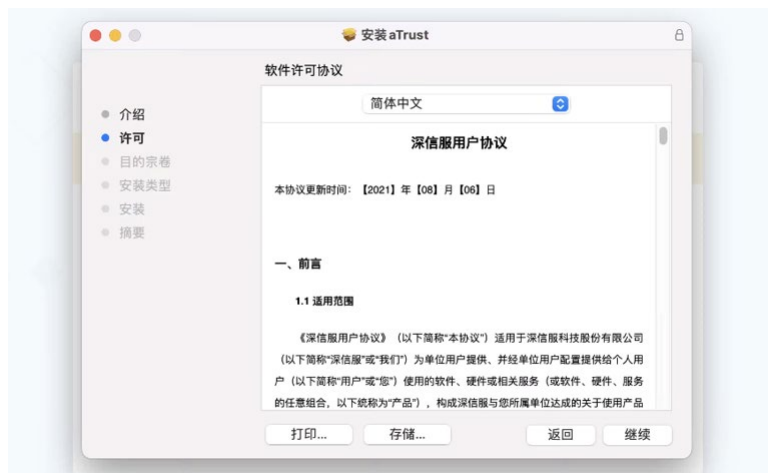 安装 aTrust
软件许可协议
简体中文
介绍
许可
目的宗卷
安装类型
安装
摘要
深信服用户协议
本协议更新时间：【2021】年【08】月【06】日
一、前言
1.1 适用范围
《深信服用户协议》（以下简称“本协议”）适用于深信服科技股份有限公司
（以下简称“深信服”或“我们”）为单位用户提供、并经单位用户配置提供给个人用
户（以下简称“用户”或“您”）使用的软件、硬件或相关服务（或软件、硬件、服务
的任意组合，以下统称为“产品”），构成深信服与您所属单位达成的关于使用产品
打印...
存储...
返回
继续